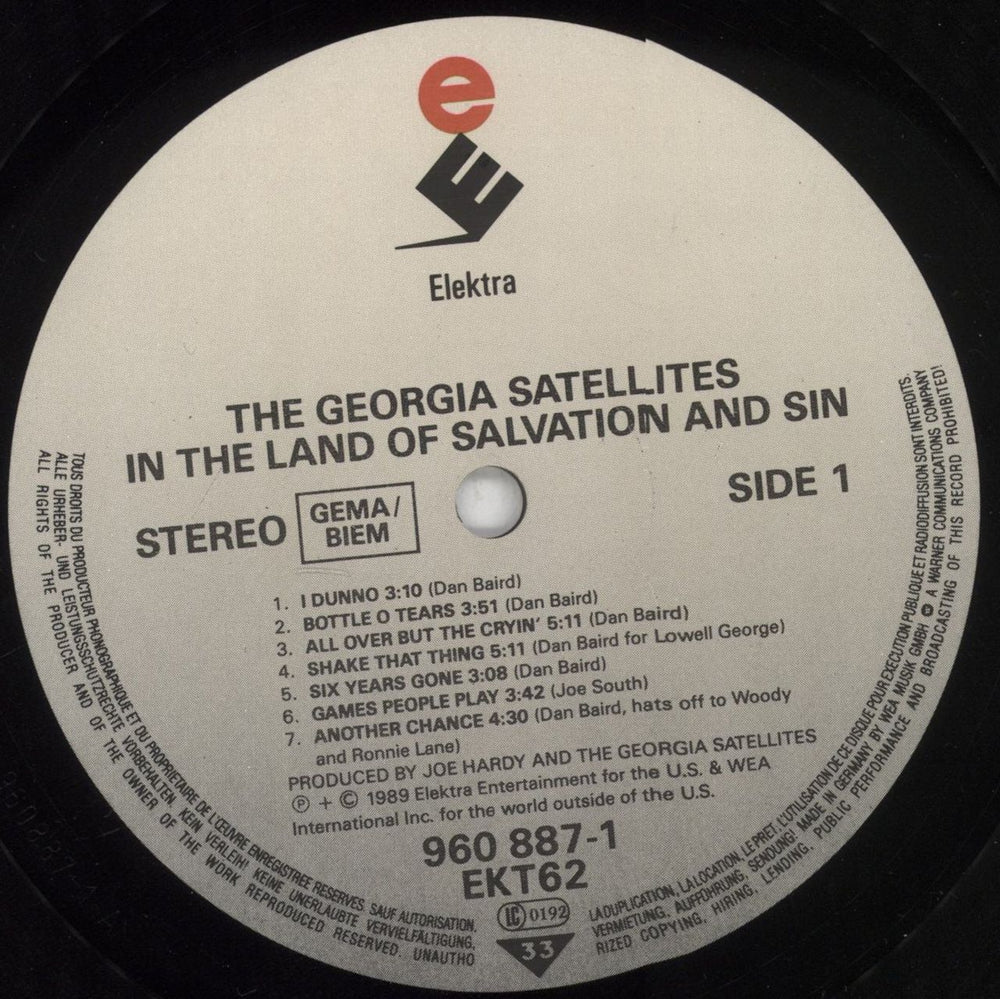 e
E
Elektra
THE GEORGIA SATELLITES
IN THE LAND OF SALVATION AND SIN
STEREO
GEMA/
BIEM
SIDE 1
1. I DUNNO 3:10 (Dan Baird)
2. BOTTLE O TEARS 3:51 (Dan Baird)
3. ALL OVER BUT THE CRYIN' 5:11 (Dan Baird)
4. SHAKE THAT THING 5:11 (Dan Baird for Lowell George)
5. SIX YEARS GONE 3:08 (Dan Baird)
6. GAMES PEOPLE PLAY 3:42 (Joe South)
7. ANOTHER CHANCE 4:30 (Dan Baird, hats off to Woody
and Ronnie Lane)
PRODUCED BY JOE HARDY AND THE GEORGIA SATELLITES
Ⓟ + © 1989 Elektra Entertainment for the U.S. & WEA
International Inc. for the world outside of the U.S.
960 887-1
EKT62
LC 0192
33
TOUS DROITS DU PRODUCTEUR PHONOGRAPHIQUE ET DU PROPRIETAIRE DE L'ŒUVRE ENREGISTREE RESERVES. SAUF AUTORISATION,
LA DUPLICATION, LA LOCATION, LE PRET, L'UTILISATION DE CE DISQUE POUR EXECUTION PUBLIQUE ET RADIODIFFUSION SONT INTERDITS.
ALLE URHEBER- UND LEISTUNGSSCHUTZRECHTE VORBEHALTEN. KEIN VERLEIH! KEINE UNERLAUBTE VERVIELFÄLTIGUNG,
VERMIETUNG, AUFFÜHRUNG, SENDUNG! MADE IN GERMANY BY WEA MUSIK GMBH A WARNER COMMUNICATIONS COMPANY
ALL RIGHTS OF THE PRODUCER AND OF THE OWNER OF THE WORK REPRODUCED RESERVED. UNAUTHO
RIZED COPYING, HIRING, LENDING, PUBLIC PERFORMANCE AND BROADCASTING OF THIS RECORD PROHIBITED!